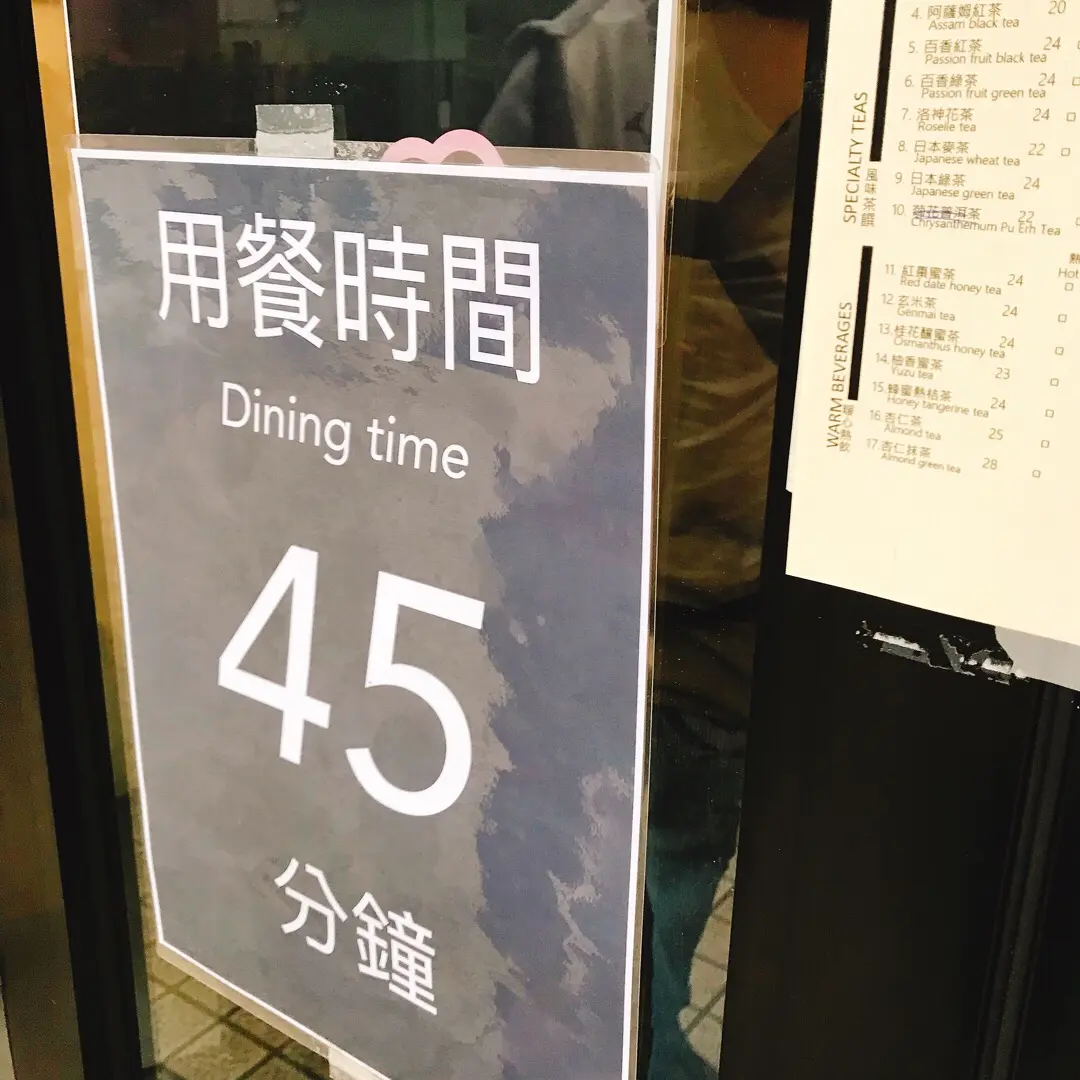 用餐時間
Dining time
45
分鐘
SPECIALTY TEAS
風味茶饌
4. 阿薩姆紅茶 20
Assam black tea
5. 百香紅茶 24
Passion fruit black tea
6. 百香綠茶 24
Passion fruit green tea
7. 洛神花茶 24
Roselle tea
8. 日本麥茶 22
Japanese wheat tea
9. 日本綠茶 24
Japanese green tea
10. 菊花普洱茶 22
Chrysanthemum Pu Erh Tea
WARM BEVERAGES
暖心熱飲
熱
Hot
11. 紅棗蜜茶 24
Red date honey tea
12. 玄米茶 24
Genmai tea
13. 桂花釀蜜茶 24
Osmanthus honey tea
14. 柚香蜜茶 23
Yuzu tea
15. 蜂蜜熱桔茶 24
Honey tangerine tea
16. 杏仁茶 25
Almond tea
17. 杏仁抹茶 28
Almond green tea